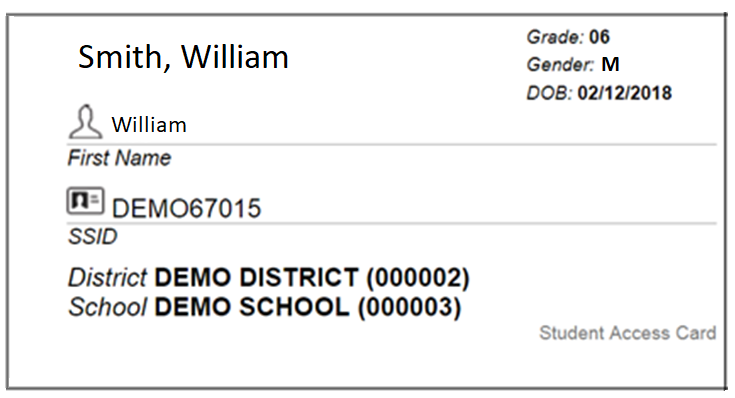 Smith, William
Grade: 06
Gender: M
DOB: 02/12/2018
William
First Name
DEMO67015
SSID
District DEMO DISTRICT (000002)
School DEMO SCHOOL (000003)
Student Access Card